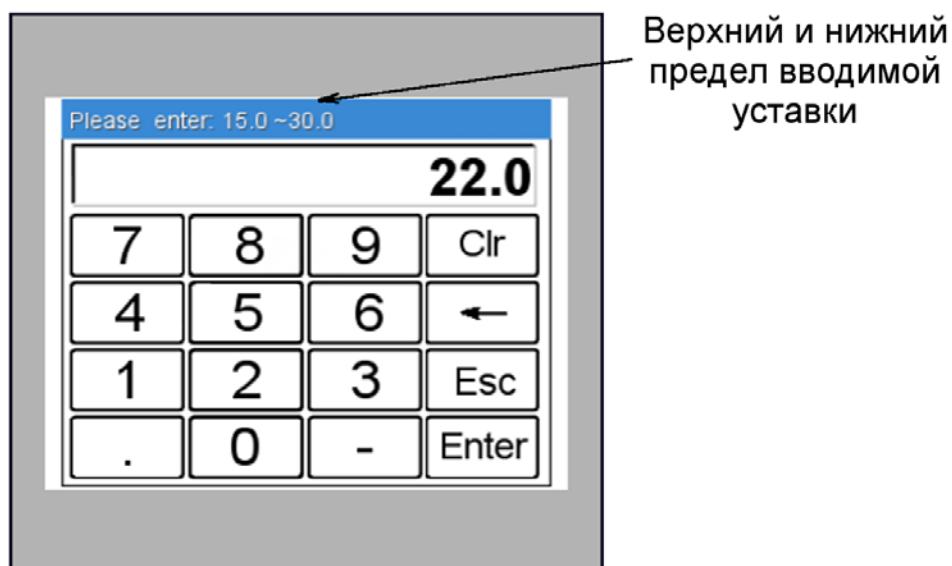 Верхний и нижний
предел вводимой
уставки
Please enter: 15.0 ~30.0
22.0
7 8 9 Clr
4 5 6 ←
1 2 3 Esc
. 0 - Enter